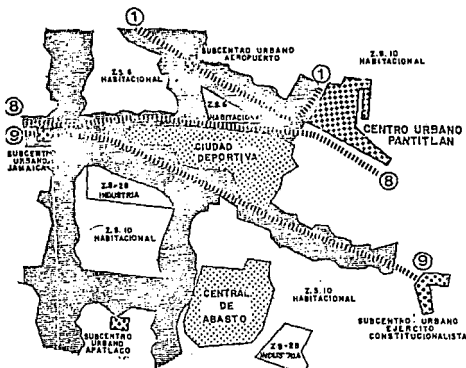 1
SUBCENTRO URBANO
AEROPUERTO
Z.S. 10
HABITACIONAL
Z.S. 6
HABITACIONAL
1
Z.S. 6
HABITACIONAL
8
9
CENTRO URBANO
PANTITLAN
CIUDAD
DEPORTIVA
SUBCENTRO
URBANO
JAMAICA
8
Z.S-28
INDUSTRIA
Z.S. 10
HABITACIONAL
9
CENTRAL
DE
ABASTO
Z.S. 10
HABITACIONAL
SUBCENTRO URBANO
EJERCITO
CONSTITUCIONALISTA
SUBCENTRO
URBANO
APATLACO
Z.S-28
INDUSTRIA